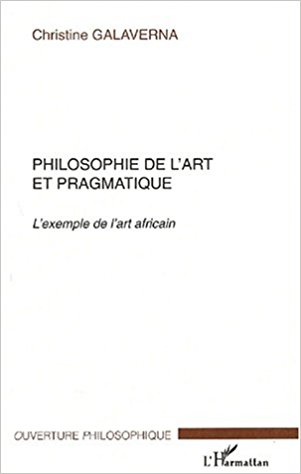 Christine GALAVERNA
PHILOSOPHIE DE L'ART
ET PRAGMATIQUE
L'exemple de l'art africain
OUVERTURE PHILOSOPHIQUE
L'Harmattan